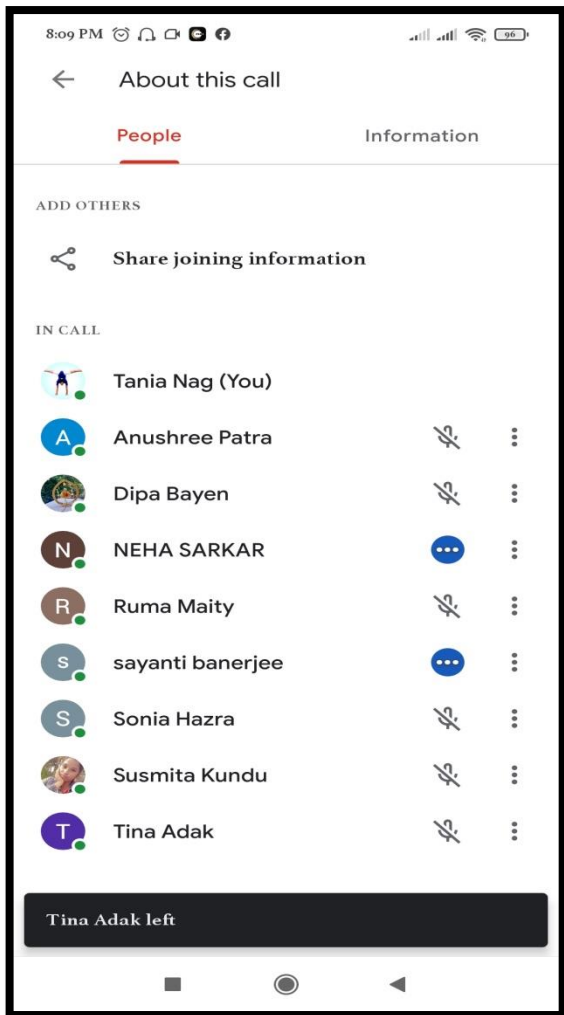 8:09 PM 96
About this call
People Information
ADD OTHERS
Share joining information
IN CALL
Tania Nag (You)
A Anushree Patra
Dipa Bayen
N NEHA SARKAR
R Ruma Maity
s sayanti banerjee
S Sonia Hazra
Susmita Kundu
T Tina Adak
Tina Adak left